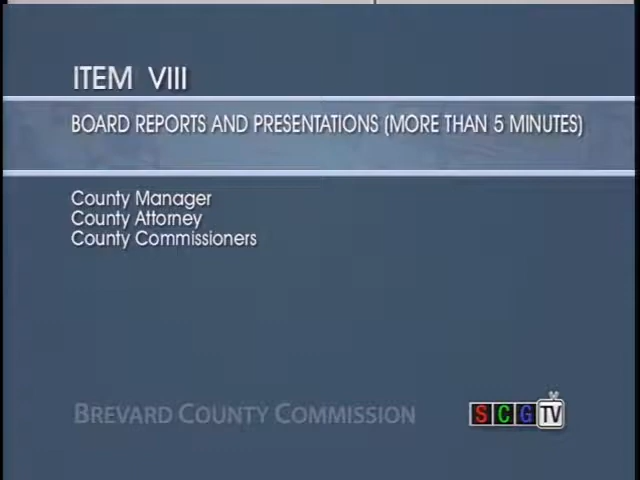 ITEM VIII
BOARD REPORTS AND PRESENTATIONS (MORE THAN 5 MINUTES)
County Manager
County Attorney
County Commissioners
BREVARD COUNTY COMMISSION
SCGTV